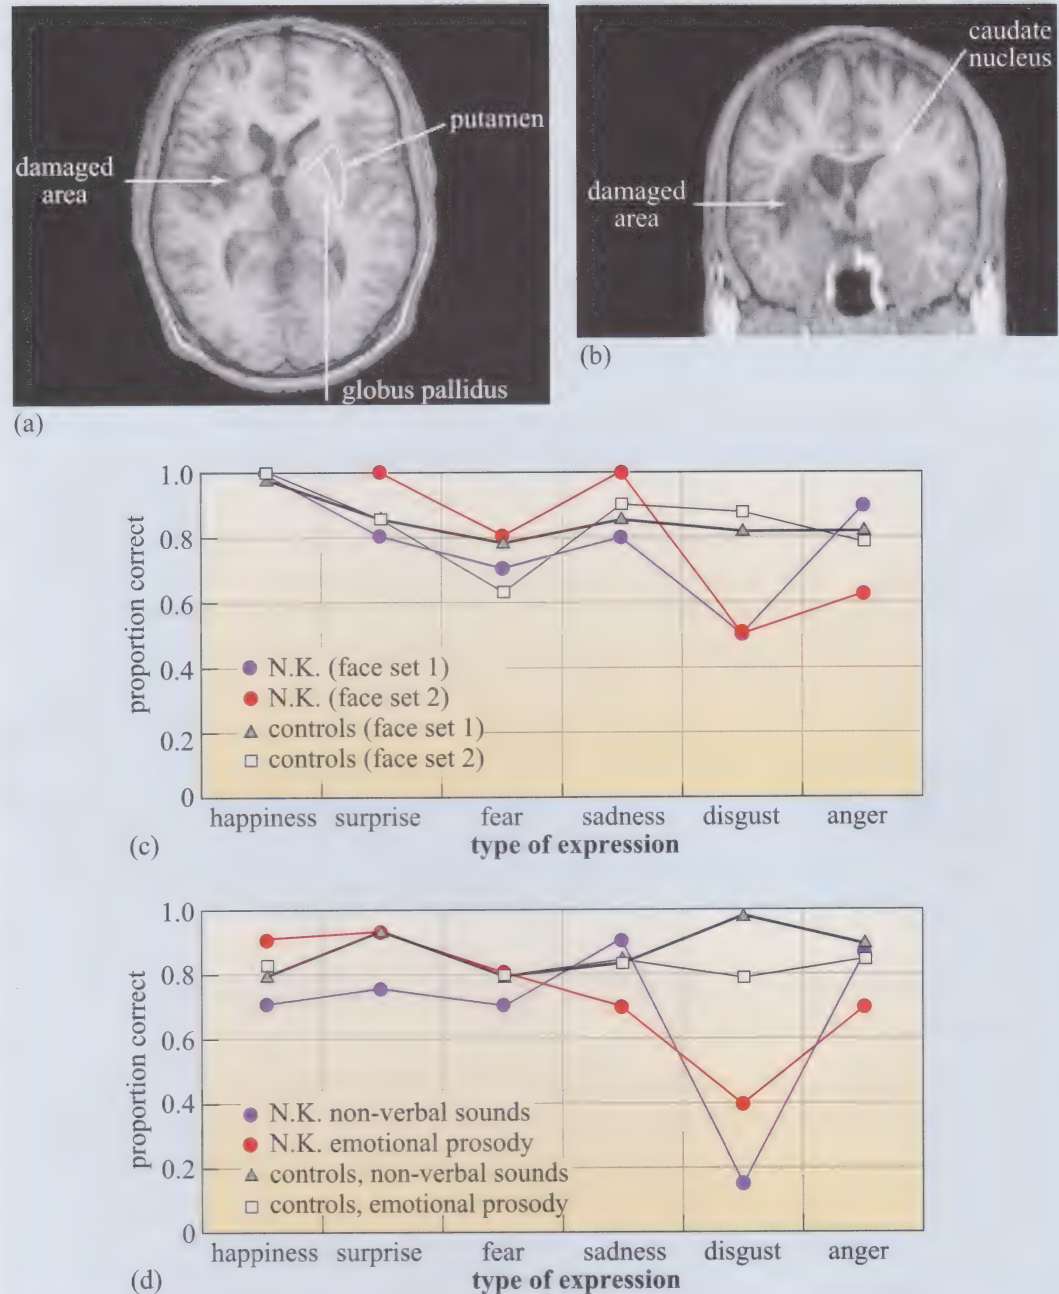 putamen
damaged
area
globus pallidus
(a)
caudate
nucleus
damaged
area
(b)
proportion correct
1.0
0.8
0.6
0.4
0.2
0
N.K. (face set 1)
N.K. (face set 2)
controls (face set 1)
controls (face set 2)
happiness surprise fear sadness disgust anger
type of expression
(c)
proportion correct
1.0
0.8
0.6
0.4
0.2
0
N.K. non-verbal sounds
N.K. emotional prosody
controls, non-verbal sounds
controls, emotional prosody
happiness surprise fear sadness disgust anger
type of expression
(d)